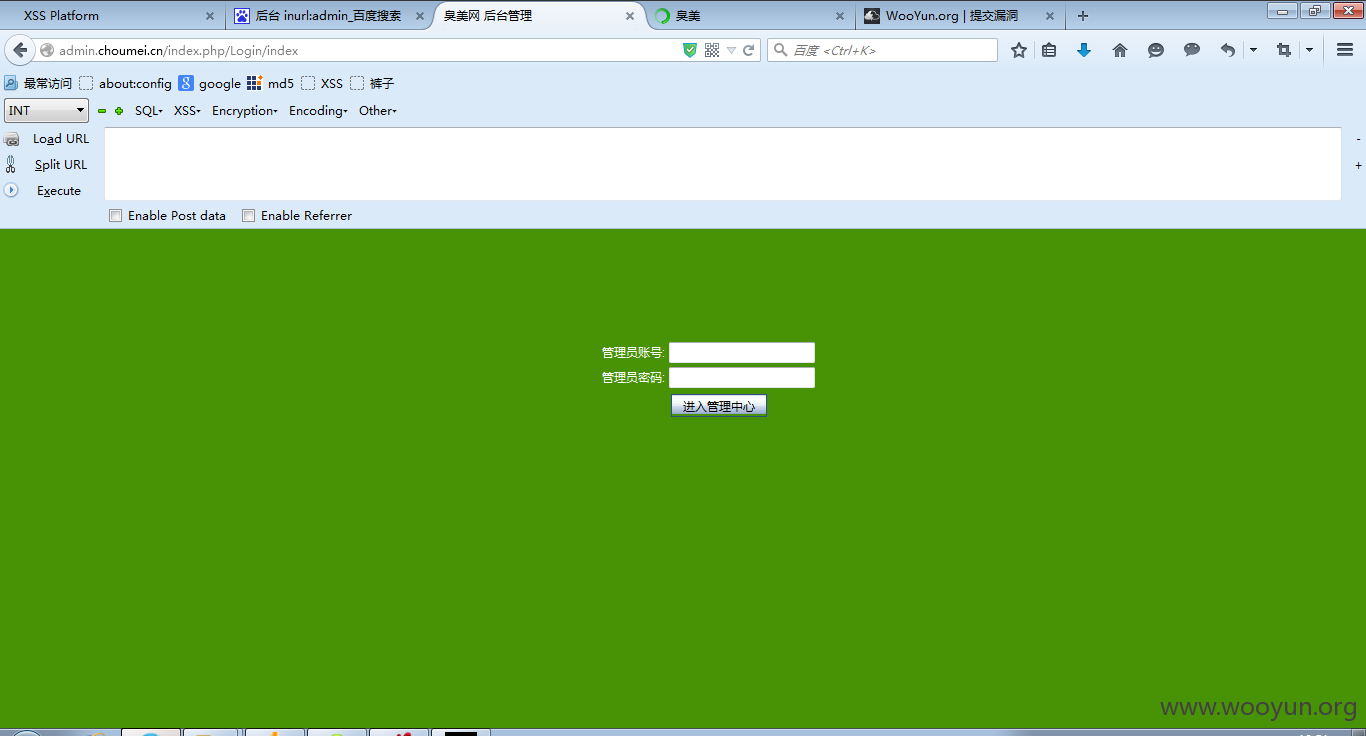 XSS Platform
后台 inurl:admin_百度搜索
臭美网 后台管理
臭美
WooYun.org | 提交漏洞
admin.choumei.cn/index.php/Login/index
百度 <Ctrl+K>
最常访问 about:config google md5 XSS 裤子
INT SQL XSS Encryption Encoding Other
Load URL
Split URL
Execute
Enable Post data Enable Referrer
管理员账号:
管理员密码:
进入管理中心
www.wooyun.org